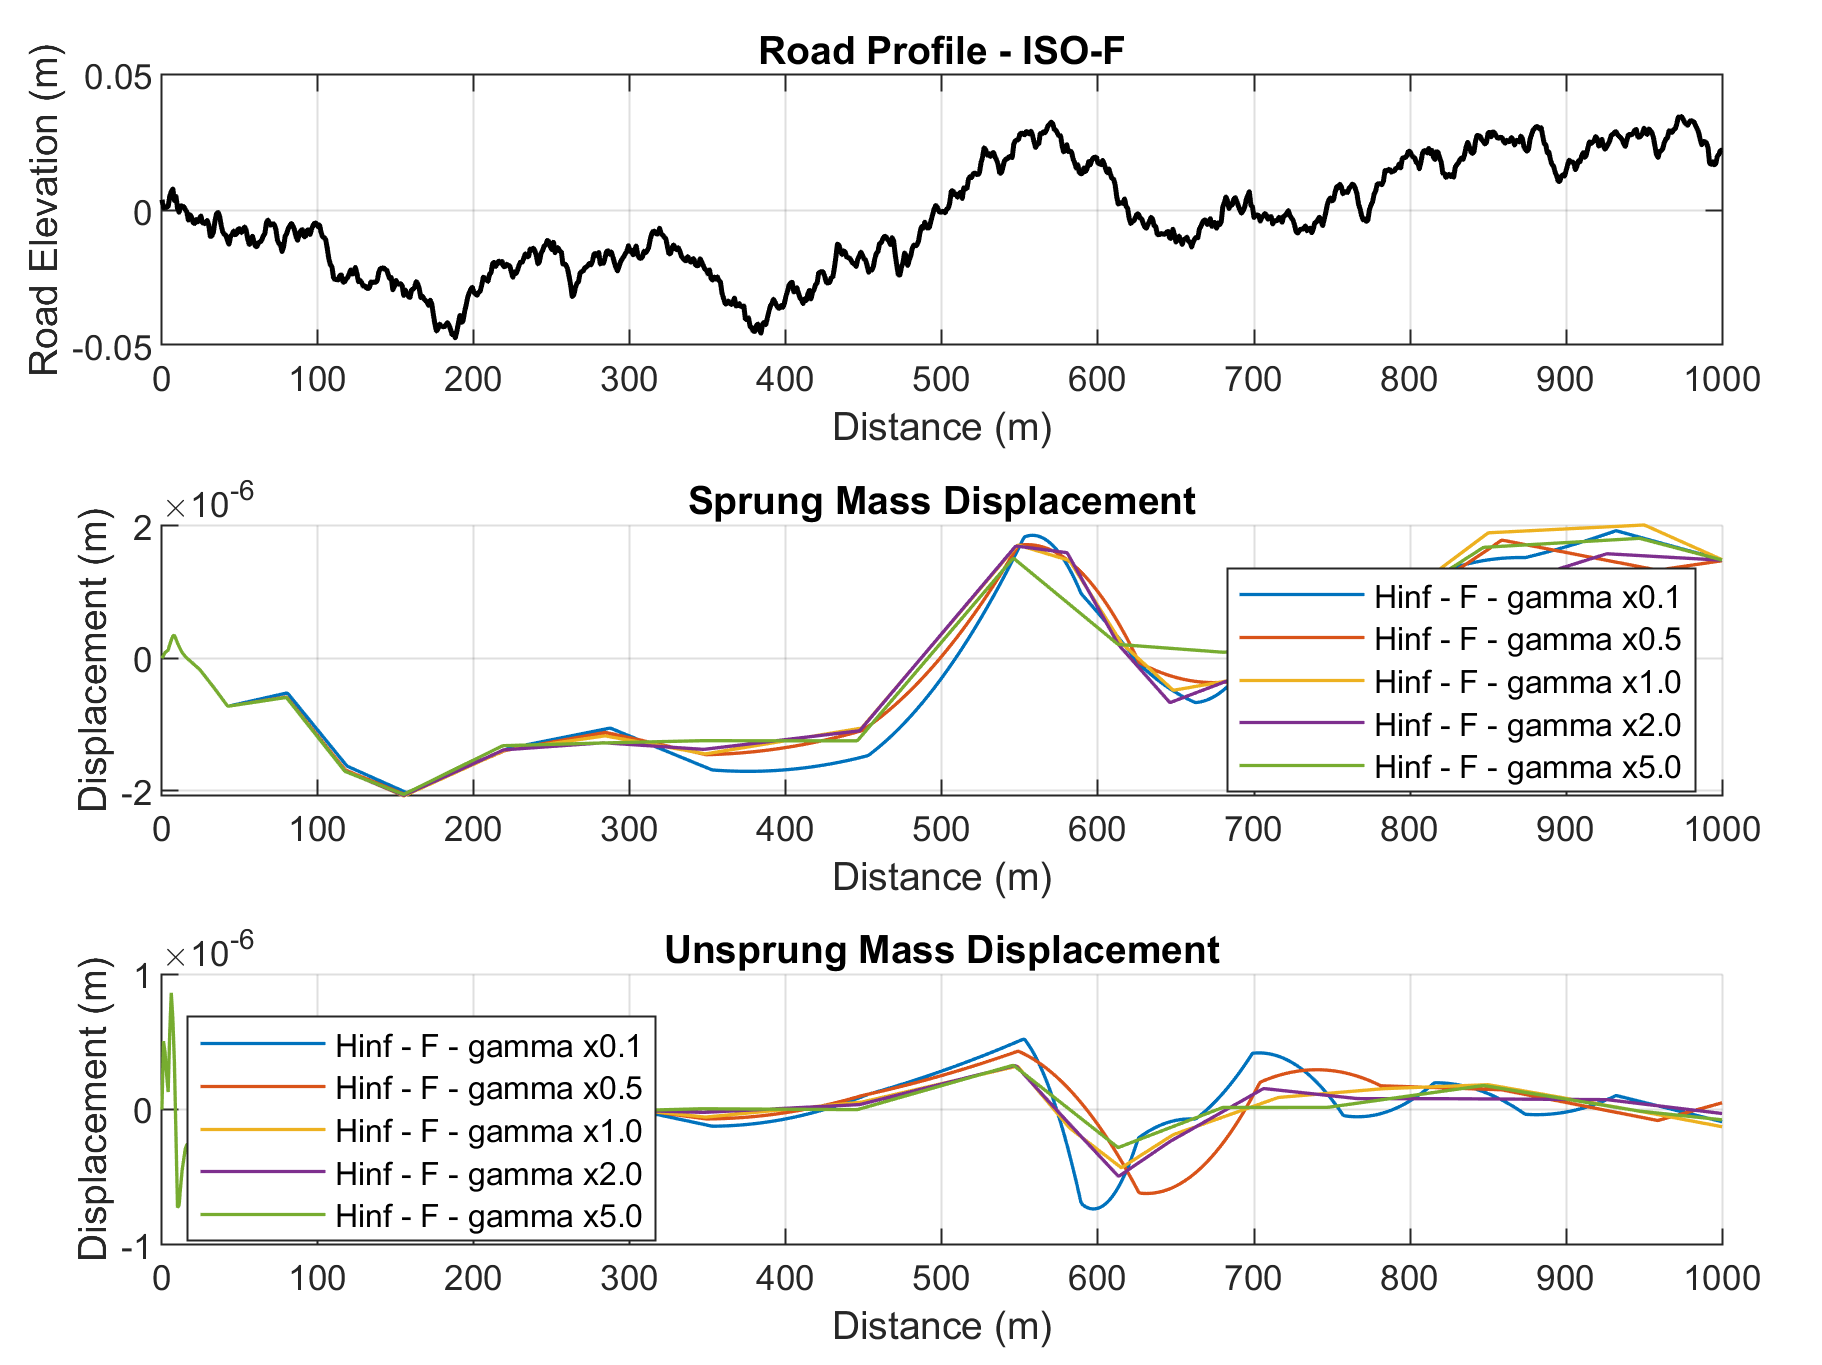 Road Profile - ISO-F
Road Elevation (m)
0.05
0
-0.05
0 100 200 300 400 500 600 700 800 900 1000
Distance (m)
Sprung Mass Displacement
×10-6
Displacement (m)
2
0
-2
Hinf - F - gamma x0.1
Hinf - F - gamma x0.5
Hinf - F - gamma x1.0
Hinf - F - gamma x2.0
Hinf - F - gamma x5.0
0 100 200 300 400 500 600 700 800 900 1000
Distance (m)
Unsprung Mass Displacement
×10-6
Displacement (m)
1
0
-1
Hinf - F - gamma x0.1
Hinf - F - gamma x0.5
Hinf - F - gamma x1.0
Hinf - F - gamma x2.0
Hinf - F - gamma x5.0
0 100 200 300 400 500 600 700 800 900 1000
Distance (m)